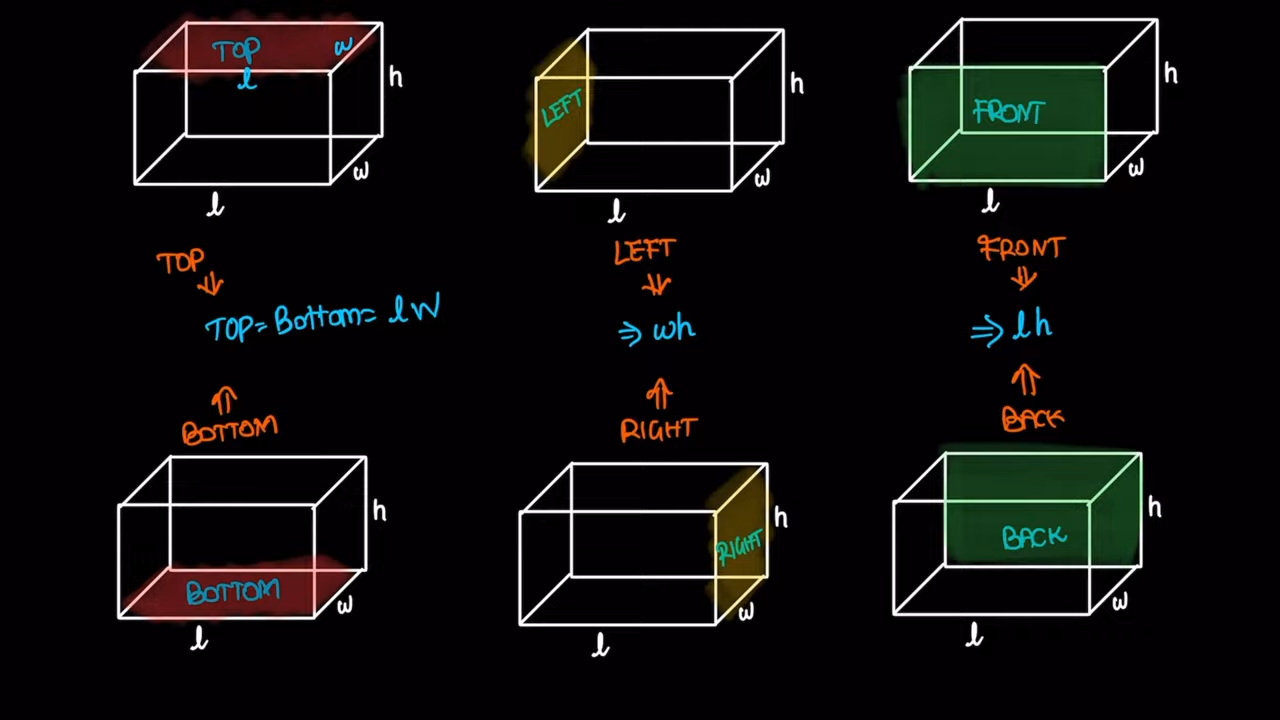 TOP w
l
h
w
l
LEFT
h
w
l
FRONT
h
w
l
TOP
TOP=Bottom= lW
BOTTOM
LEFT
⇒ wh
RIGHT
FRONT
⇒ lh
BACK
BOTTOM
h
w
l
RIGHT
h
w
l
BACK
h
w
l